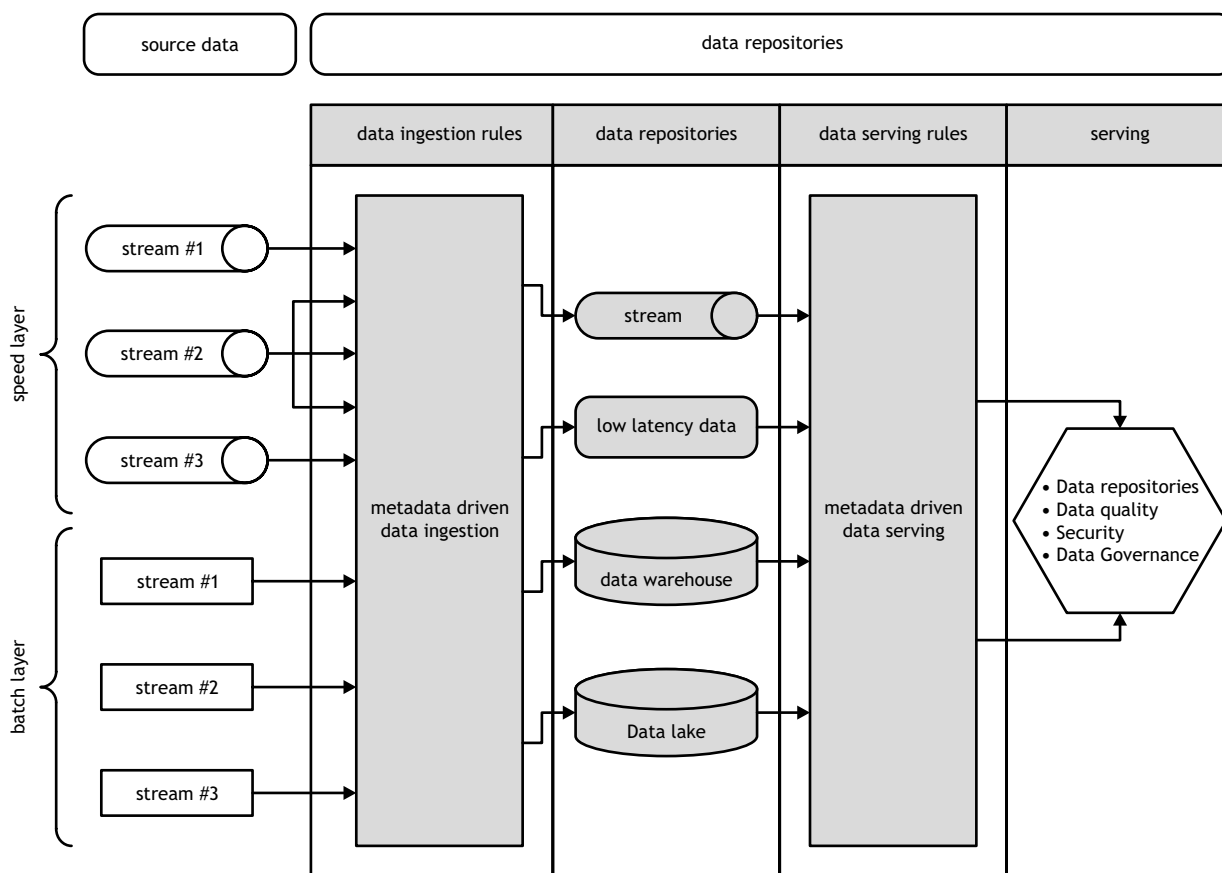 source data
data repositories
data ingestion rules
data repositories
data serving rules
serving
speed layer
stream #1
stream #2
stream #3
batch layer
stream #1
stream #2
stream #3
metadata driven
data ingestion
stream
low latency data
data warehouse
Data lake
metadata driven
data serving
• Data repositories
• Data quality
• Security
• Data Governance